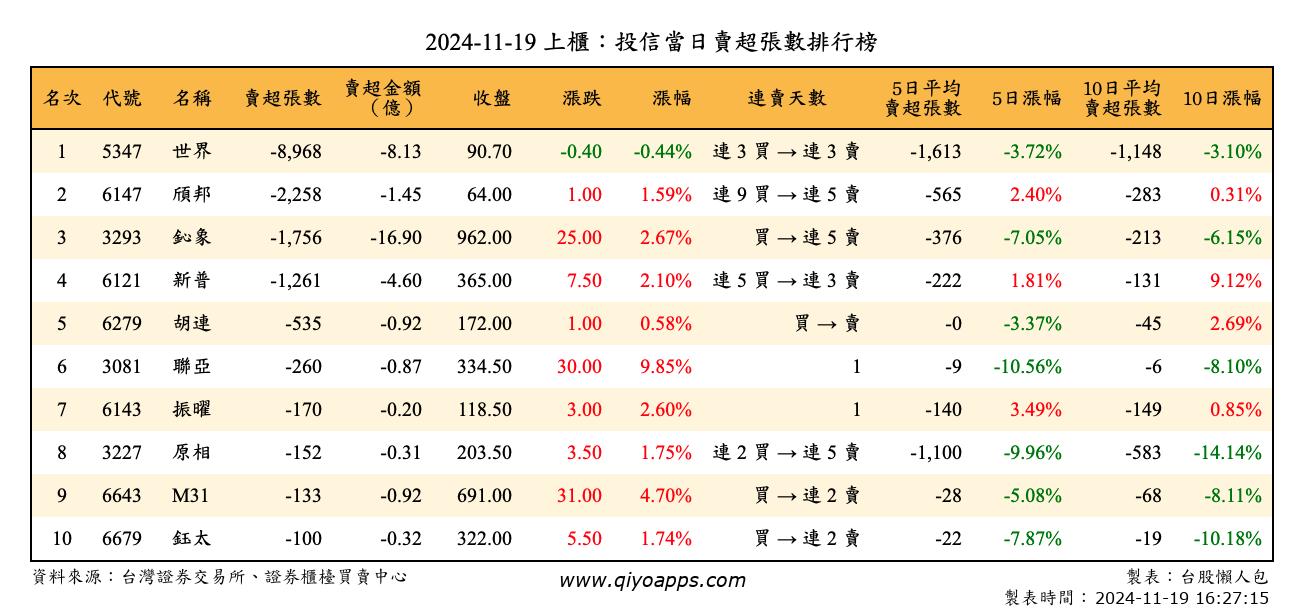 2024-11-19 上櫃：投信當日賣超張數排行榜
名次 代號 名稱 賣超張數 賣超金額（億） 收盤 漲跌 漲幅 連賣天數 5日平均賣超張數 5日漲幅 10日平均賣超張數 10日漲幅
1 5347 世界 -8,968 -8.13 90.70 -0.40 -0.44% 連 3 買 → 連 3 賣 -1,613 -3.72% -1,148 -3.10%
2 6147 頎邦 -2,258 -1.45 64.00 1.00 1.59% 連 9 買 → 連 5 賣 -565 2.40% -283 0.31%
3 3293 鈊象 -1,756 -16.90 962.00 25.00 2.67% 買 → 連 5 賣 -376 -7.05% -213 -6.15%
4 6121 新普 -1,261 -4.60 365.00 7.50 2.10% 連 5 買 → 連 3 賣 -222 1.81% -131 9.12%
5 6279 胡連 -535 -0.92 172.00 1.00 0.58% 買 → 賣 -0 -3.37% -45 2.69%
6 3081 聯亞 -260 -0.87 334.50 30.00 9.85% 1 -9 -10.56% -6 -8.10%
7 6143 振曜 -170 -0.20 118.50 3.00 2.60% 1 -140 3.49% -149 0.85%
8 3227 原相 -152 -0.31 203.50 3.50 1.75% 連 2 買 → 連 5 賣 -1,100 -9.96% -583 -14.14%
9 6643 M31 -133 -0.92 691.00 31.00 4.70% 買 → 連 2 賣 -28 -5.08% -68 -8.11%
10 6679 鈺太 -100 -0.32 322.00 5.50 1.74% 買 → 連 2 賣 -22 -7.87% -19 -10.18%
資料來源：台灣證券交易所、證券櫃檯買賣中心 www.qiyoapps.com 製表：台股懶人包
製表時間：2024-11-19 16:27:15